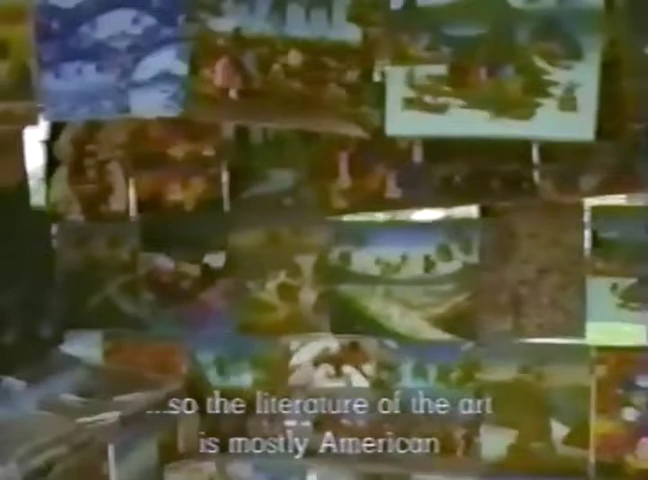 ...so the literature of the art
is mostly American